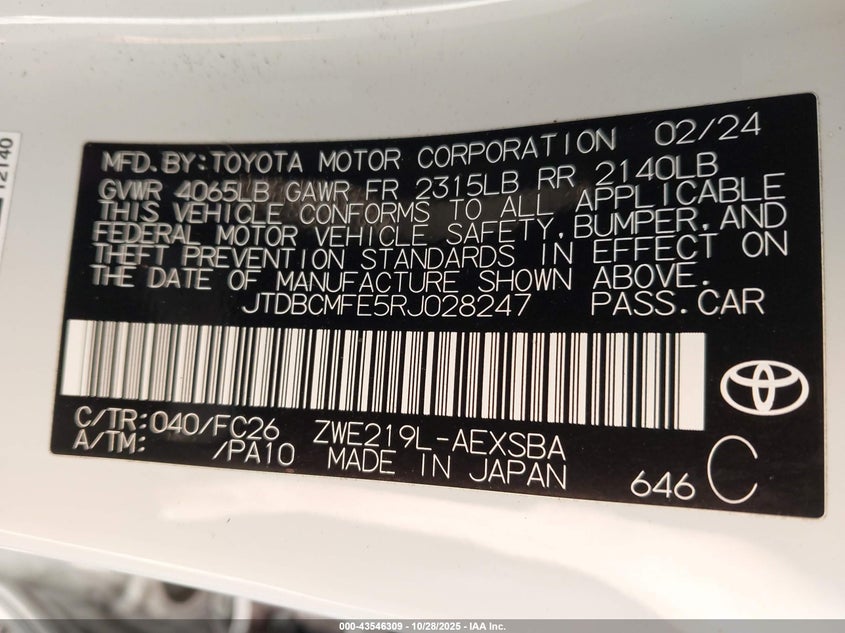 12140
MFD. BY: TOYOTA MOTOR CORPORATION 02/24
GVWR 4065LB GAWR FR 2315LB RR 2140LB
THIS VEHICLE CONFORMS TO ALL APPLICABLE
FEDERAL MOTOR VEHICLE SAFETY, BUMPER, AND
THEFT PREVENTION STANDARDS IN EFFECT ON
THE DATE OF MANUFACTURE SHOWN ABOVE.
JTDBCMFE5RJ028247 PASS. CAR
C/TR: 040/FC26 ZWE219L-AEXSBA
A/TM: /PA10 MADE IN JAPAN
646 C
000-43546309 | 10/28/2025 - IAA Inc.